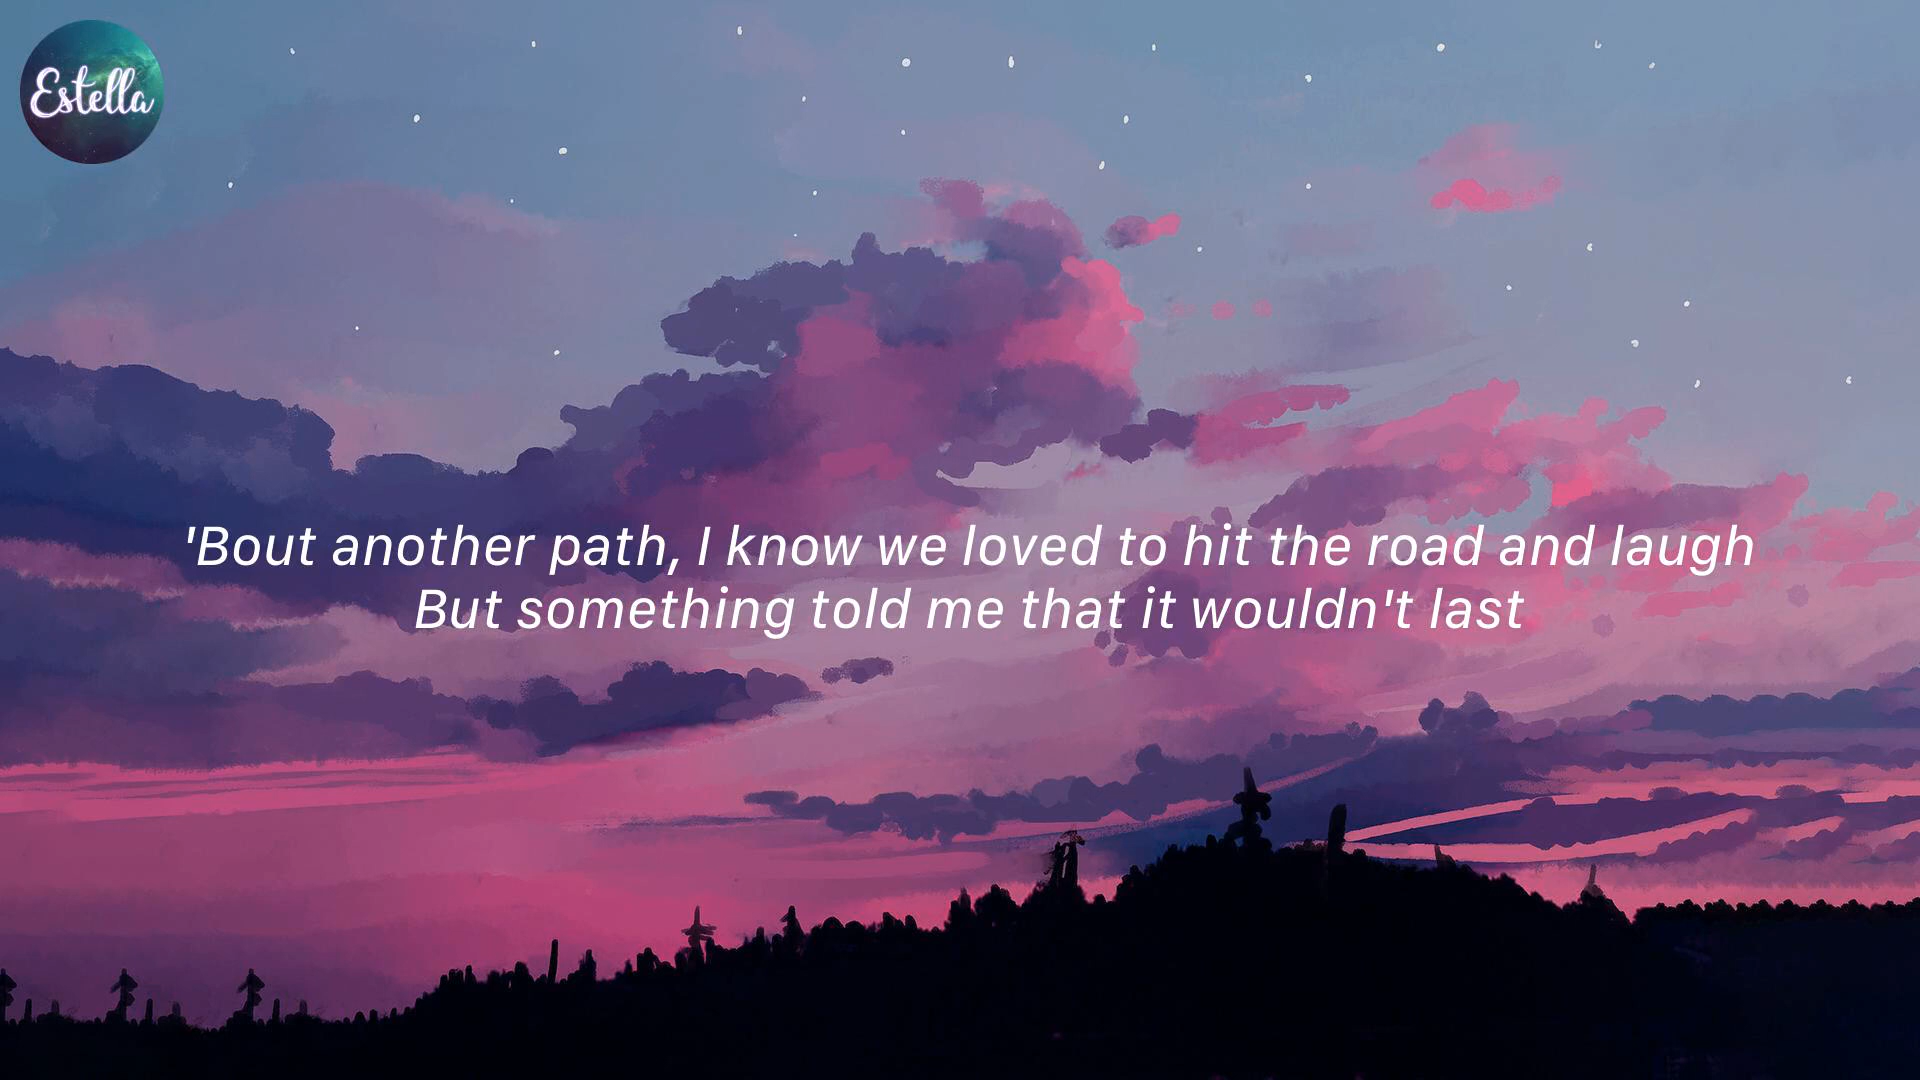 Estella
'Bout another path, I know we loved to hit the road and laugh
But something told me that it wouldn't last